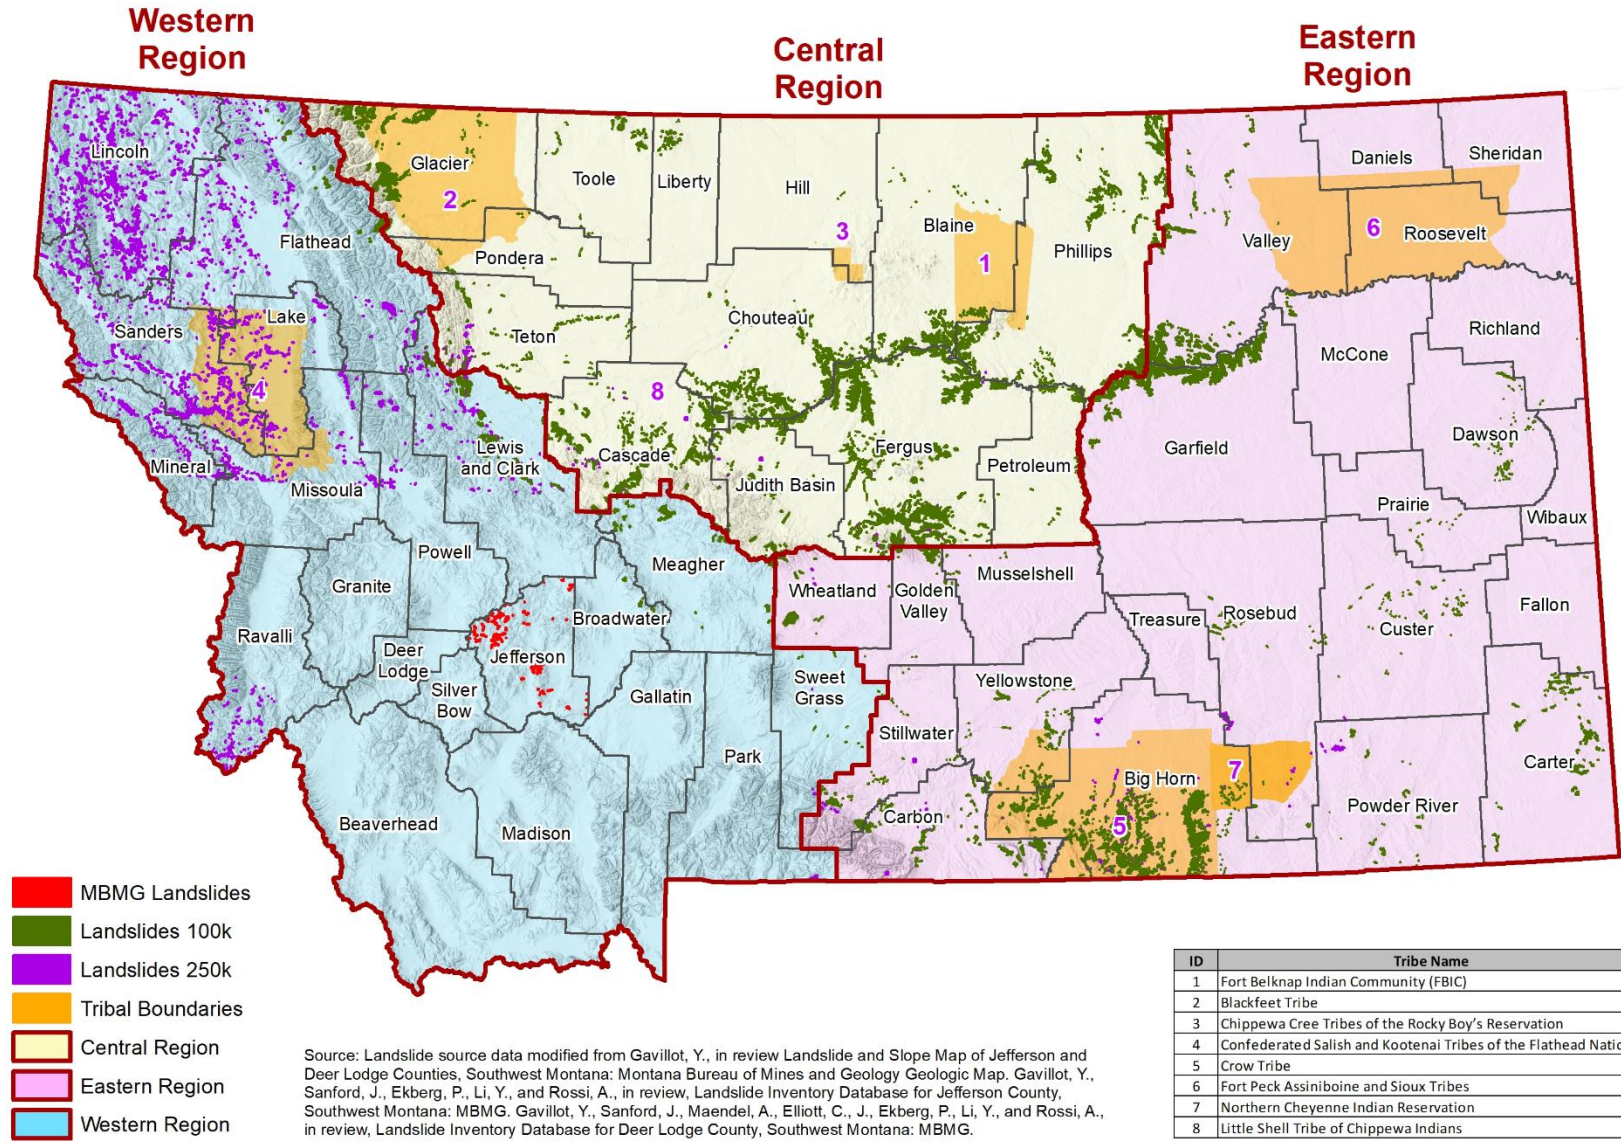 Western
Region
Central
Region
Eastern
Region
Lincoln
Flathead
Sanders
Lake
4
Mineral
Missoula
Lewis
and Clark
Powell
Granite
Ravalli
Deer
Lodge
Silver
Bow
Jefferson
Broadwater
Meagher
Gallatin
Park
Sweet
Grass
Beaverhead
Madison
Glacier
2
Toole
Liberty
Hill
3
Blaine
1
Phillips
Pondera
Teton
Chouteau
8
Cascade
Judith Basin
Fergus
Petroleum
Daniels
Sheridan
Valley
6
Roosevelt
Richland
McCone
Garfield
Dawson
Prairie
Wibaux
Wheatland
Golden
Valley
Musselshell
Treasure
Rosebud
Custer
Fallon
Yellowstone
Stillwater
Carbon
Big Horn
5
7
Powder River
Carter
MBMG Landslides
Landslides 100k
Landslides 250k
Tribal Boundaries
Central Region
Eastern Region
Western Region
Source: Landslide source data modified from Gavillot, Y., in review Landslide and Slope Map of Jefferson and
Deer Lodge Counties, Southwest Montana: Montana Bureau of Mines and Geology Geologic Map. Gavillot, Y.,
Sanford, J., Ekberg, P., Li, Y., and Rossi, A., in review, Landslide Inventory Database for Jefferson County,
Southwest Montana: MBMG. Gavillot, Y., Sanford, J., Maendel, A., Elliott, C., J., Ekberg, P., Li, Y., and Rossi, A.,
in review, Landslide Inventory Database for Deer Lodge County, Southwest Montana: MBMG.
ID Tribe Name
1 Fort Belknap Indian Community (FBIC)
2 Blackfeet Tribe
3 Chippewa Cree Tribes of the Rocky Boy's Reservation
4 Confederated Salish and Kootenai Tribes of the Flathead Natio
5 Crow Tribe
6 Fort Peck Assiniboine and Sioux Tribes
7 Northern Cheyenne Indian Reservation
8 Little Shell Tribe of Chippewa Indians